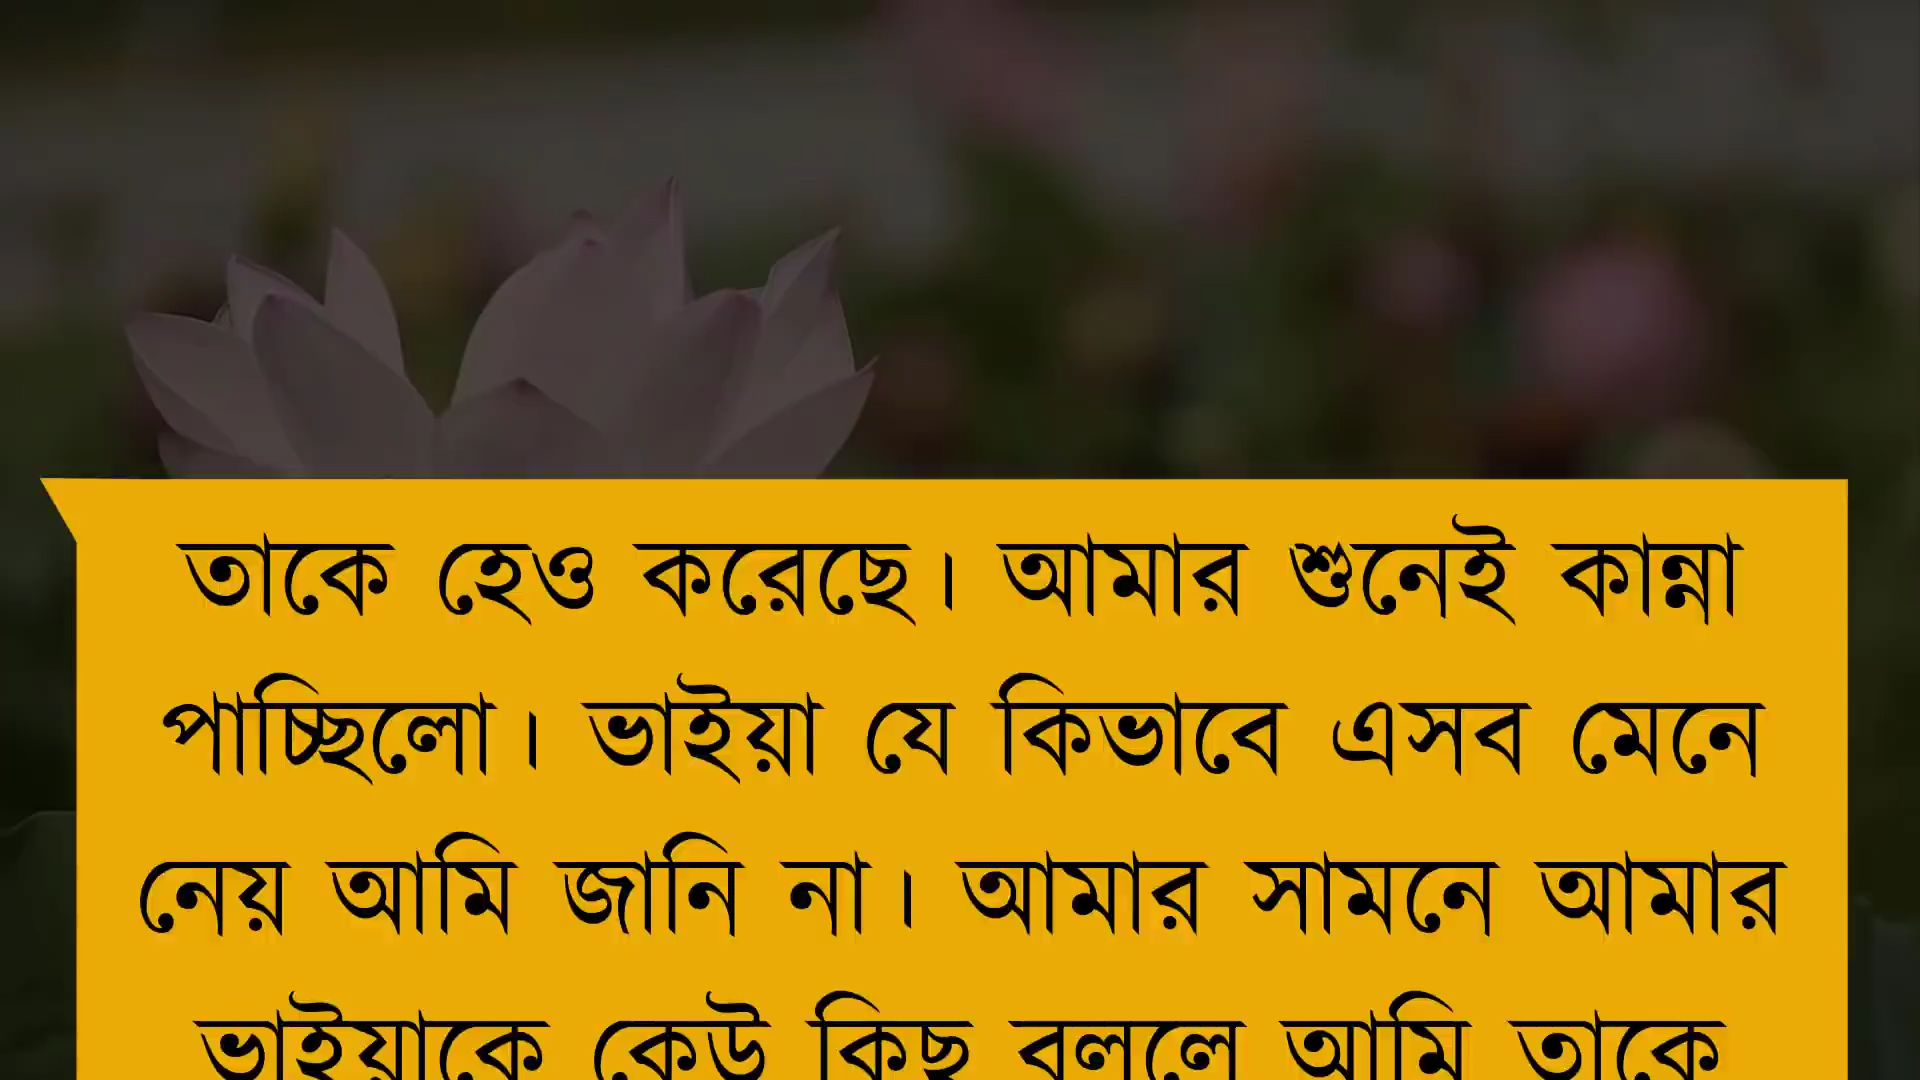 তাকে হেও করেছে। আমার শুনেই কান্না
পাচ্ছিলো। ভাইয়া যে কিভাবে এসব মেনে
নেয় আমি জানি না। আমার সামনে আমার
ভাইয়াকে কেউ কিছু বললে আমি তাকে